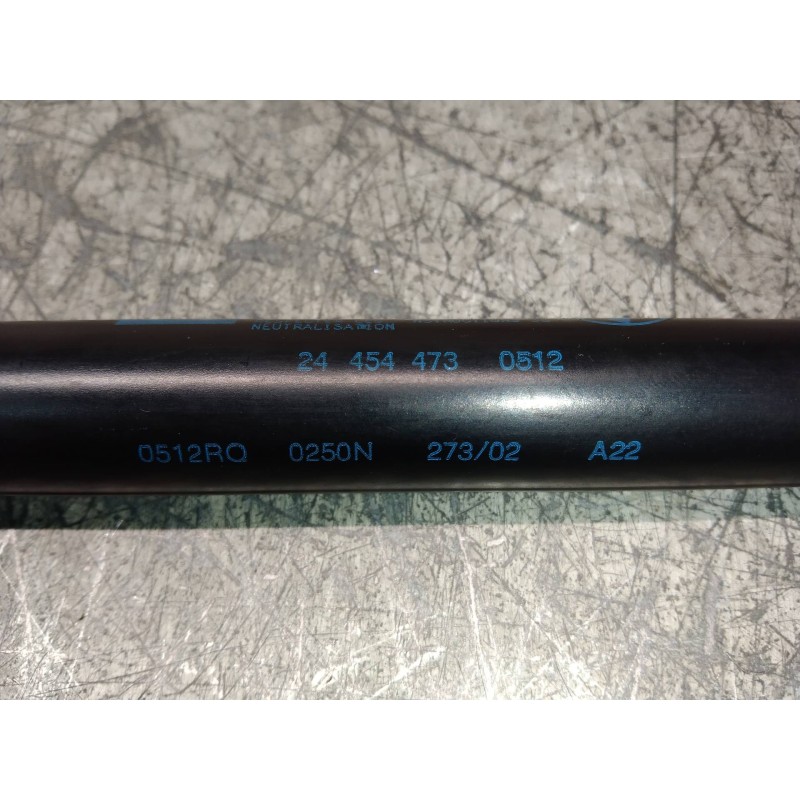 NEUTRALISATION
24 454 473 0512
0512RQ 0250N 273/02 A22